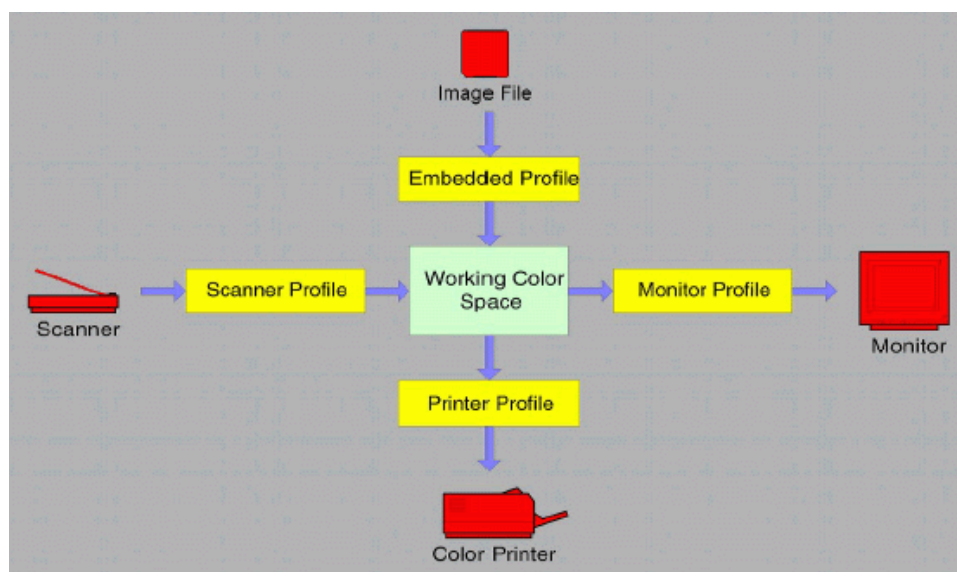 Image File
Embedded Profile
Scanner Profile
Working Color
Space
Monitor Profile
Scanner
Monitor
Printer Profile
Color Printer